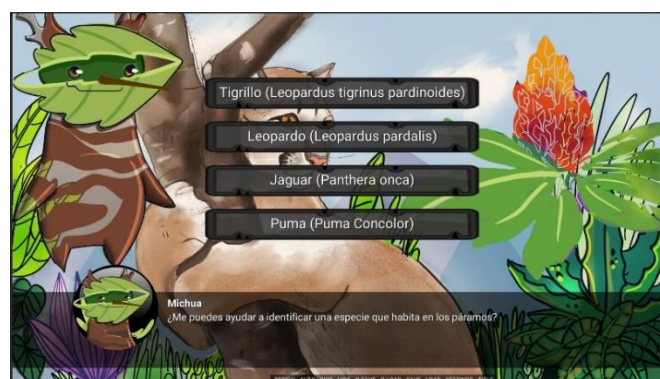 Tigrillo (Leopardus tigrinus pardinoides)
Leopardo (Leopardus pardalis)
Jaguar (Panthera onca)
Puma (Puma Concolor)
Michua
¿Me puedes ayudar a identificar una especie que habita en los páramos?